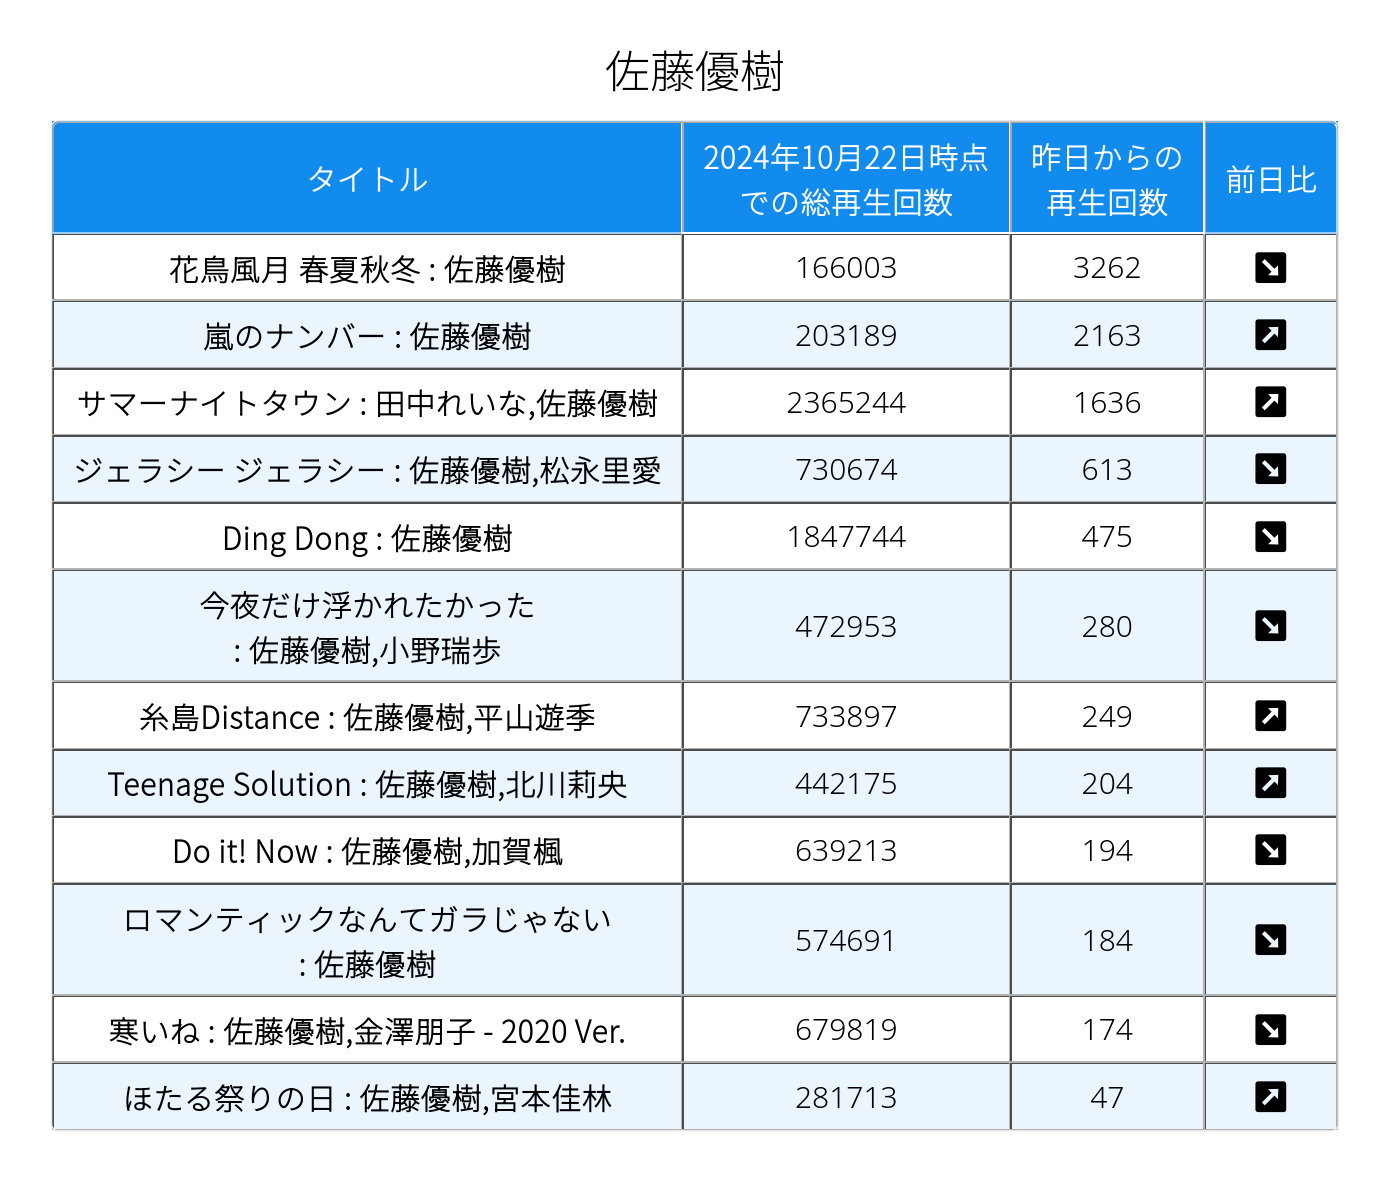 佐藤優樹
タイトル
2024年10月22日時点
での総再生回数
昨日からの
再生回数
前日比
花鳥風月 春夏秋冬 : 佐藤優樹 166003 3262 ↘
嵐のナンバー : 佐藤優樹 203189 2163 ↗
サマーナイトタウン : 田中れいな,佐藤優樹 2365244 1636 ↗
ジェラシー ジェラシー : 佐藤優樹,松永里愛 730674 613 ↘
Ding Dong : 佐藤優樹 1847744 475 ↘
今夜だけ浮かれたかった
: 佐藤優樹,小野瑞歩 472953 280 ↘
糸島Distance : 佐藤優樹,平山遊季 733897 249 ↗
Teenage Solution : 佐藤優樹,北川莉央 442175 204 ↗
Do it! Now : 佐藤優樹,加賀楓 639213 194 ↘
ロマンティックなんてガラじゃない
: 佐藤優樹 574691 184 ↘
寒いね : 佐藤優樹,金澤朋子 - 2020 Ver. 679819 174 ↘
ほたる祭りの日 : 佐藤優樹,宮本佳林 281713 47 ↗